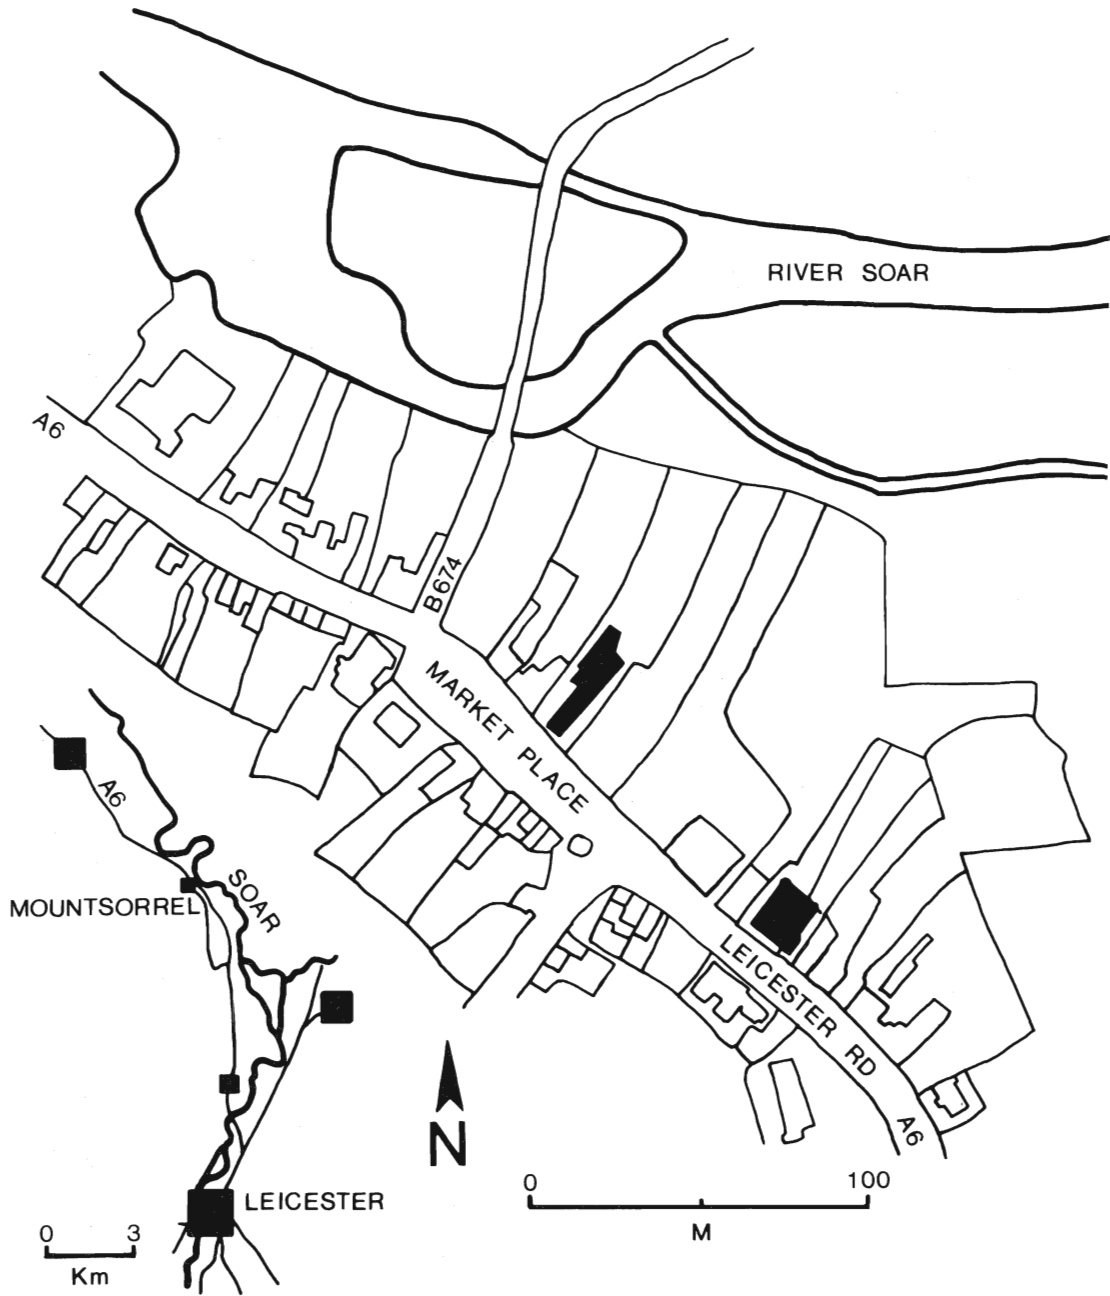 RIVER SOAR
A6
B674
MARKET PLACE
A6
SOAR
MOUNTSORREL
LEICESTER RD
A6
N
LEICESTER
0 100
M
0 3
Km